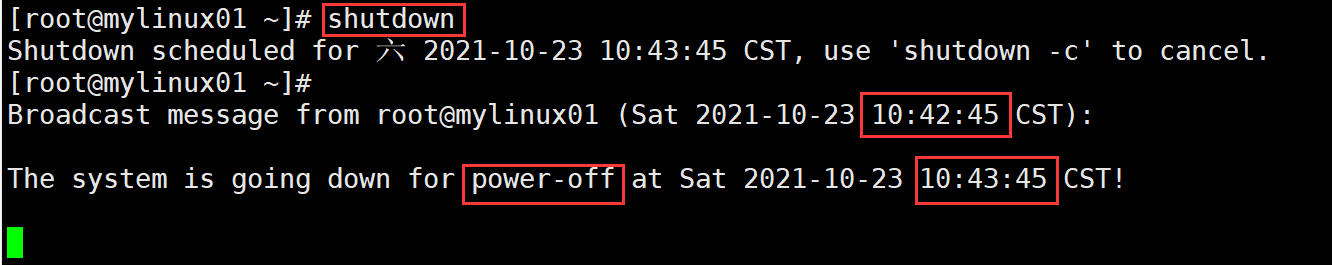 [root@mylinux01 ~]# shutdown
Shutdown scheduled for 六 2021-10-23 10:43:45 CST, use 'shutdown -c' to cancel.
[root@mylinux01 ~]#
Broadcast message from root@mylinux01 (Sat 2021-10-23 10:42:45 CST):
The system is going down for power-off at Sat 2021-10-23 10:43:45 CST!